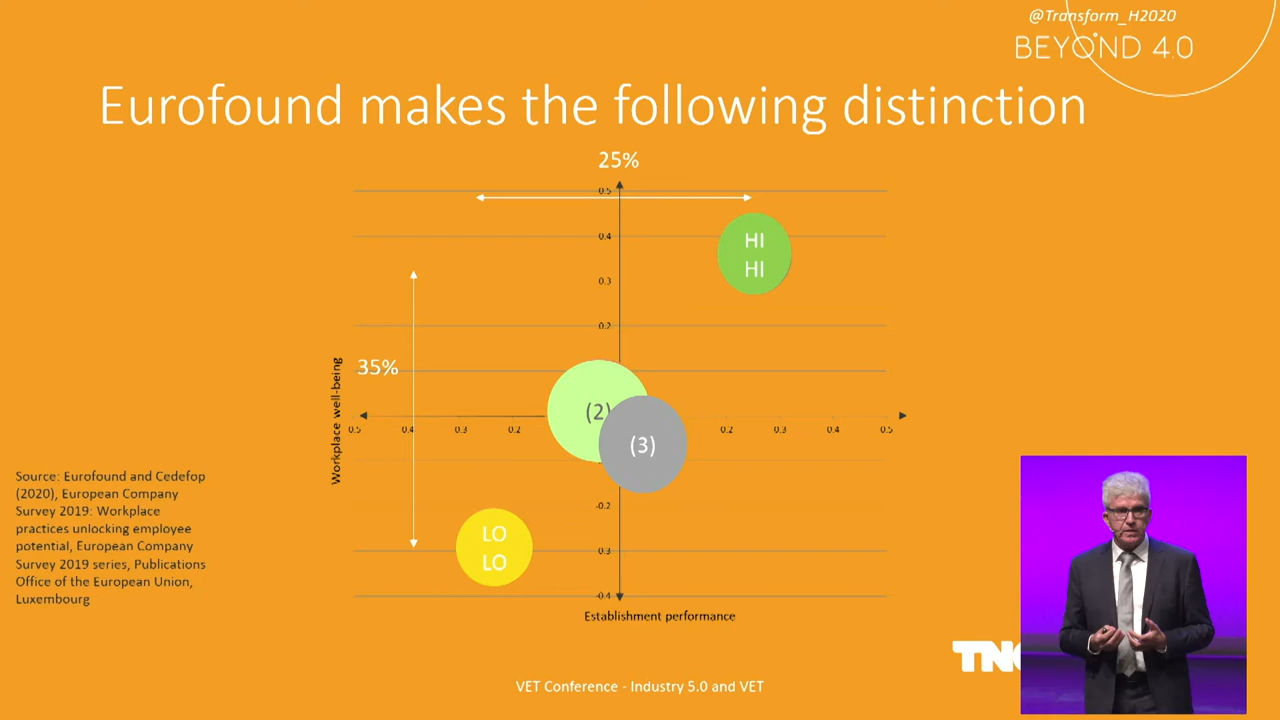 @Transform_H2020
BEYOND 4.0
Eurofound makes the following distinction
25%
0.5
HI
HI
0.4
0.3
0.2
35%
Workplace well-being
(2)
(3)
0.5
0.4
0.3
0.2
0.2
0.3
0.4
0.5
-0.2
LO
LO
0.3
-0.4
Establishment performance
Source: Eurofound and Cedefop
(2020), European Company
Survey 2019: Workplace
practices unlocking employee
potential, European Company
Survey 2019 series, Publications
Office of the European Union,
Luxembourg
TNO
VET Conference - Industry 5.0 and VET